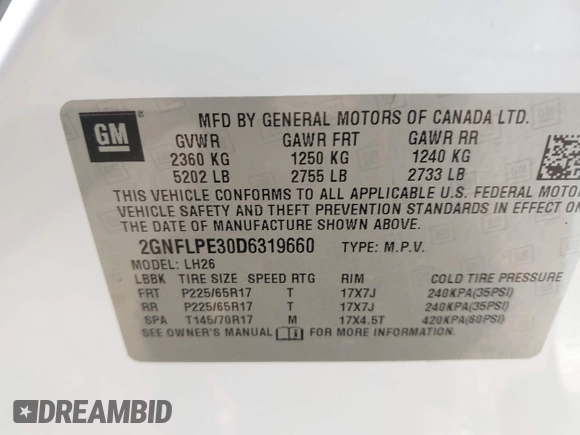 GM
MFD BY GENERAL MOTORS OF CANADA LTD.
GVWR GAWR FRT GAWR RR
2360 KG 1250 KG 1240 KG
5202 LB 2755 LB 2733 LB
THIS VEHICLE CONFORMS TO ALL APPLICABLE U.S. FEDERAL MOTOR
VEHICLE SAFETY AND THEFT PREVENTION STANDARDS IN EFFECT ON
THE DATE OF MANUFACTURE SHOWN ABOVE.
2GNFLPE30D6319660 TYPE: M.P.V.
MODEL: LH26
LBBK TIRE SIZE SPEED RTG RIM COLD TIRE PRESSURE
FRT P225/65R17 T 17X7J 240KPA(35PSI)
RR P225/65R17 T 17X7J 240KPA(35PSI)
SPA T145/70R17 M 17X4.5T 420KPA(60PSI)
SEE OWNER'S MANUAL FOR MORE INFORMATION.
DREAMBID